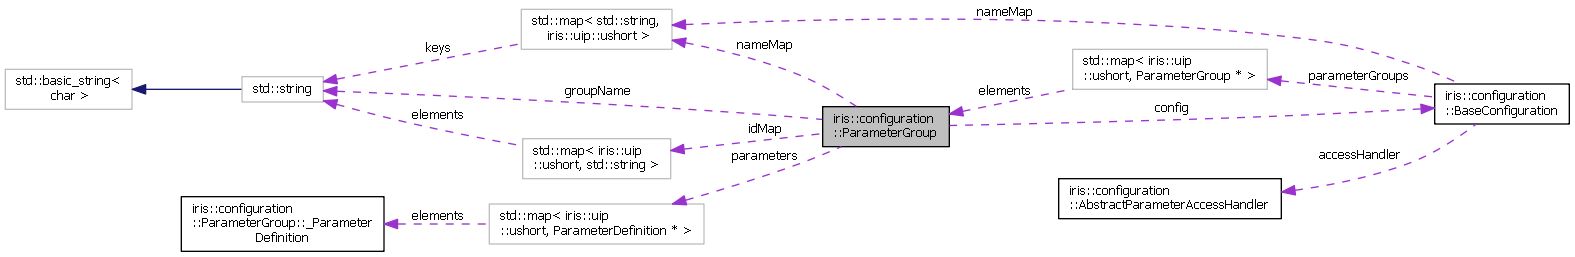 nameMap
std::map< std::string,
iris::uip::ushort >
keys
nameMap
std::map< iris::uip
::ushort, ParameterGroup * >
parameterGroups
std::basic_string<
char >
std::string
groupName
elements
iris::configuration
::BaseConfiguration
elements
iris::configuration
::ParameterGroup
config
idMap
std::map< iris::uip
::ushort, std::string >
parameters
accessHandler
iris::configuration
::AbstractParameterAccessHandler
iris::configuration
::ParameterGroup::_Parameter
Definition
elements
std::map< iris::uip
::ushort, ParameterDefinition * >